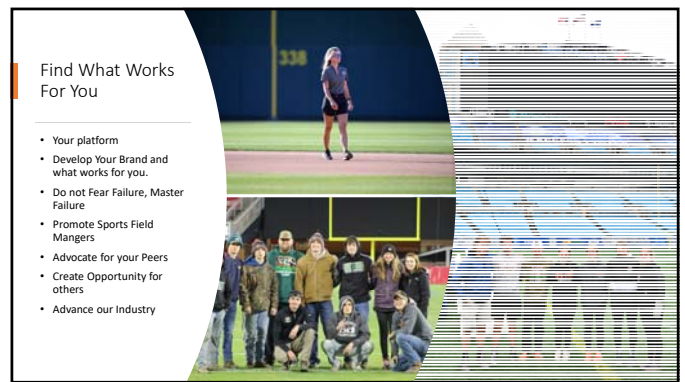 Find What Works
For You
• Your platform
• Develop Your Brand and
what works for you.
• Do not Fear Failure, Master
Failure
• Promote Sports Field
Mangers
• Advocate for your Peers
• Create Opportunity for
others
• Advance our Industry
338